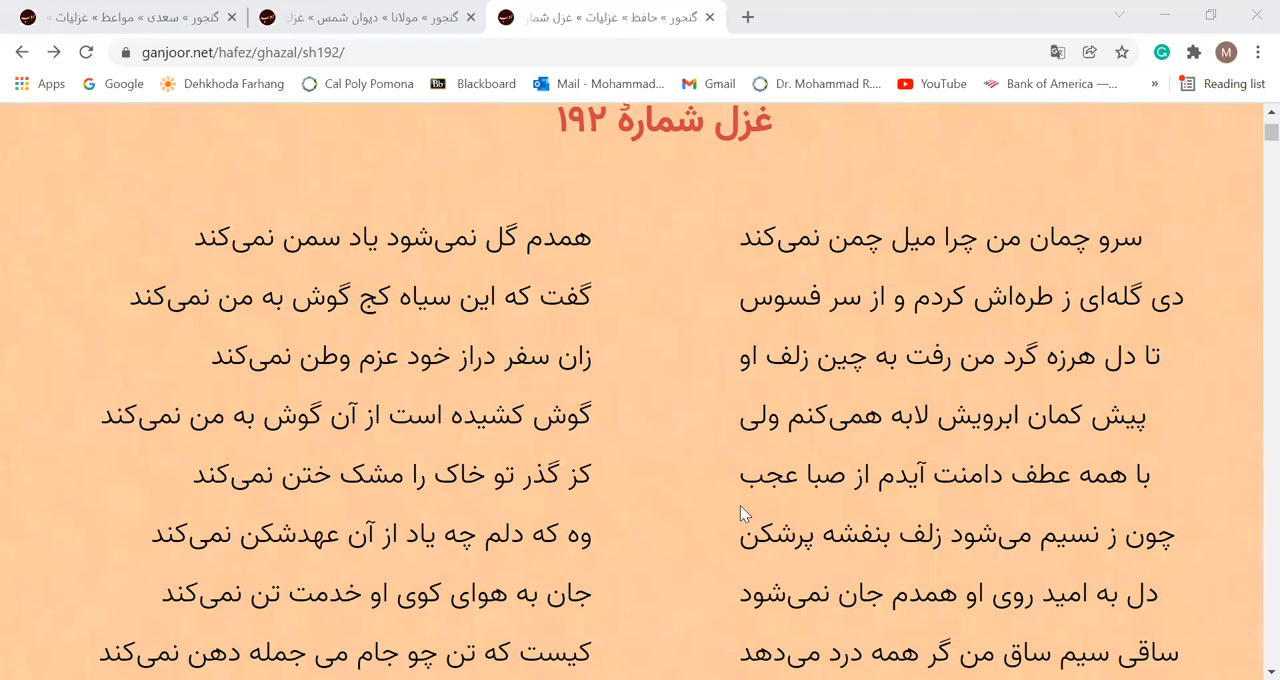 گنجور » سعدی » مواعظ » غزلیات »
گنجور » مولانا » دیوان شمس »
گنجور » حافظ » غزلیات » غزل
ganjoor.net/hafez/ghazal/sh192/
M
Apps Google Dehkhoda Farhang Cal Poly Pomona Bb Blackboard Mail - Mohammad... Gmail Dr. Mohammad R.... YouTube Bank of America —... » Reading list
غزل شمارهٔ ۱۹۲
سرو چمان من چرا میل چمن نمی‌کند
همدم گل نمی‌شود یاد سمن نمی‌کند
دی گله‌ای ز طره‌اش کردم و از سر فسوس
گفت که این سیاه کج گوش به من نمی‌کند
تا دل هرزه گرد من رفت به چین زلف او
زان سفر دراز خود عزم وطن نمی‌کند
پیش کمان ابرویش لابه همی‌کنم ولی
گوش کشیده است از آن گوش به من نمی‌کند
با همه عطف دامنت آیدم از صبا عجب
کز گذر تو خاک را مشک ختن نمی‌کند
چون ز نسیم می‌شود زلف بنفشه پرشکن
وه که دلم چه یاد از آن عهدشکن نمی‌کند
دل به امید روی او همدم جان نمی‌شود
جان به هوای کوی او خدمت تن نمی‌کند
ساقی سیم ساق من گر همه درد می‌دهد
کیست که تن چو جام می جمله دهن نمی‌کند